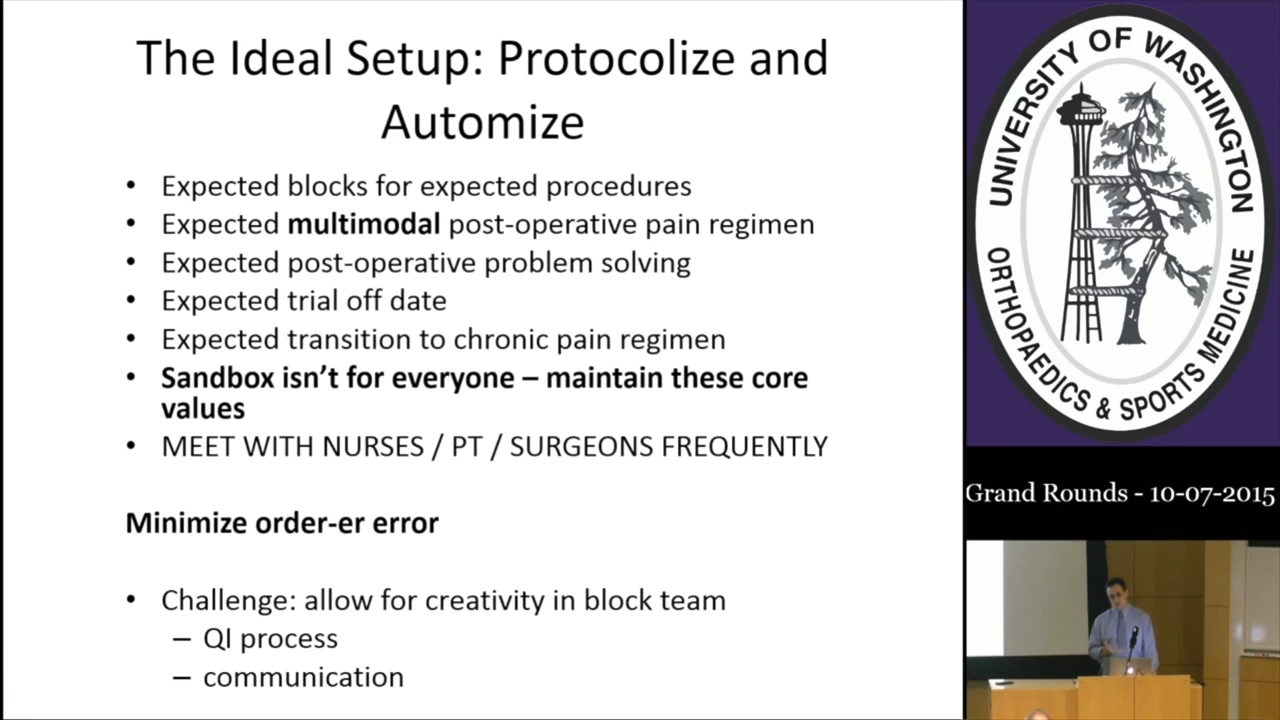 The Ideal Setup: Protocolize and
Automize
• Expected blocks for expected procedures
• Expected multimodal post-operative pain regimen
• Expected post-operative problem solving
• Expected trial off date
• Expected transition to chronic pain regimen
• Sandbox isn’t for everyone – maintain these core
values
• MEET WITH NURSES / PT / SURGEONS FREQUENTLY
Minimize order-er error
• Challenge: allow for creativity in block team
– QI process
– communication
UNIVERSITY OF WASHINGTON
ORTHOPAEDICS & SPORTS MEDICINE
Grand Rounds - 10-07-2015